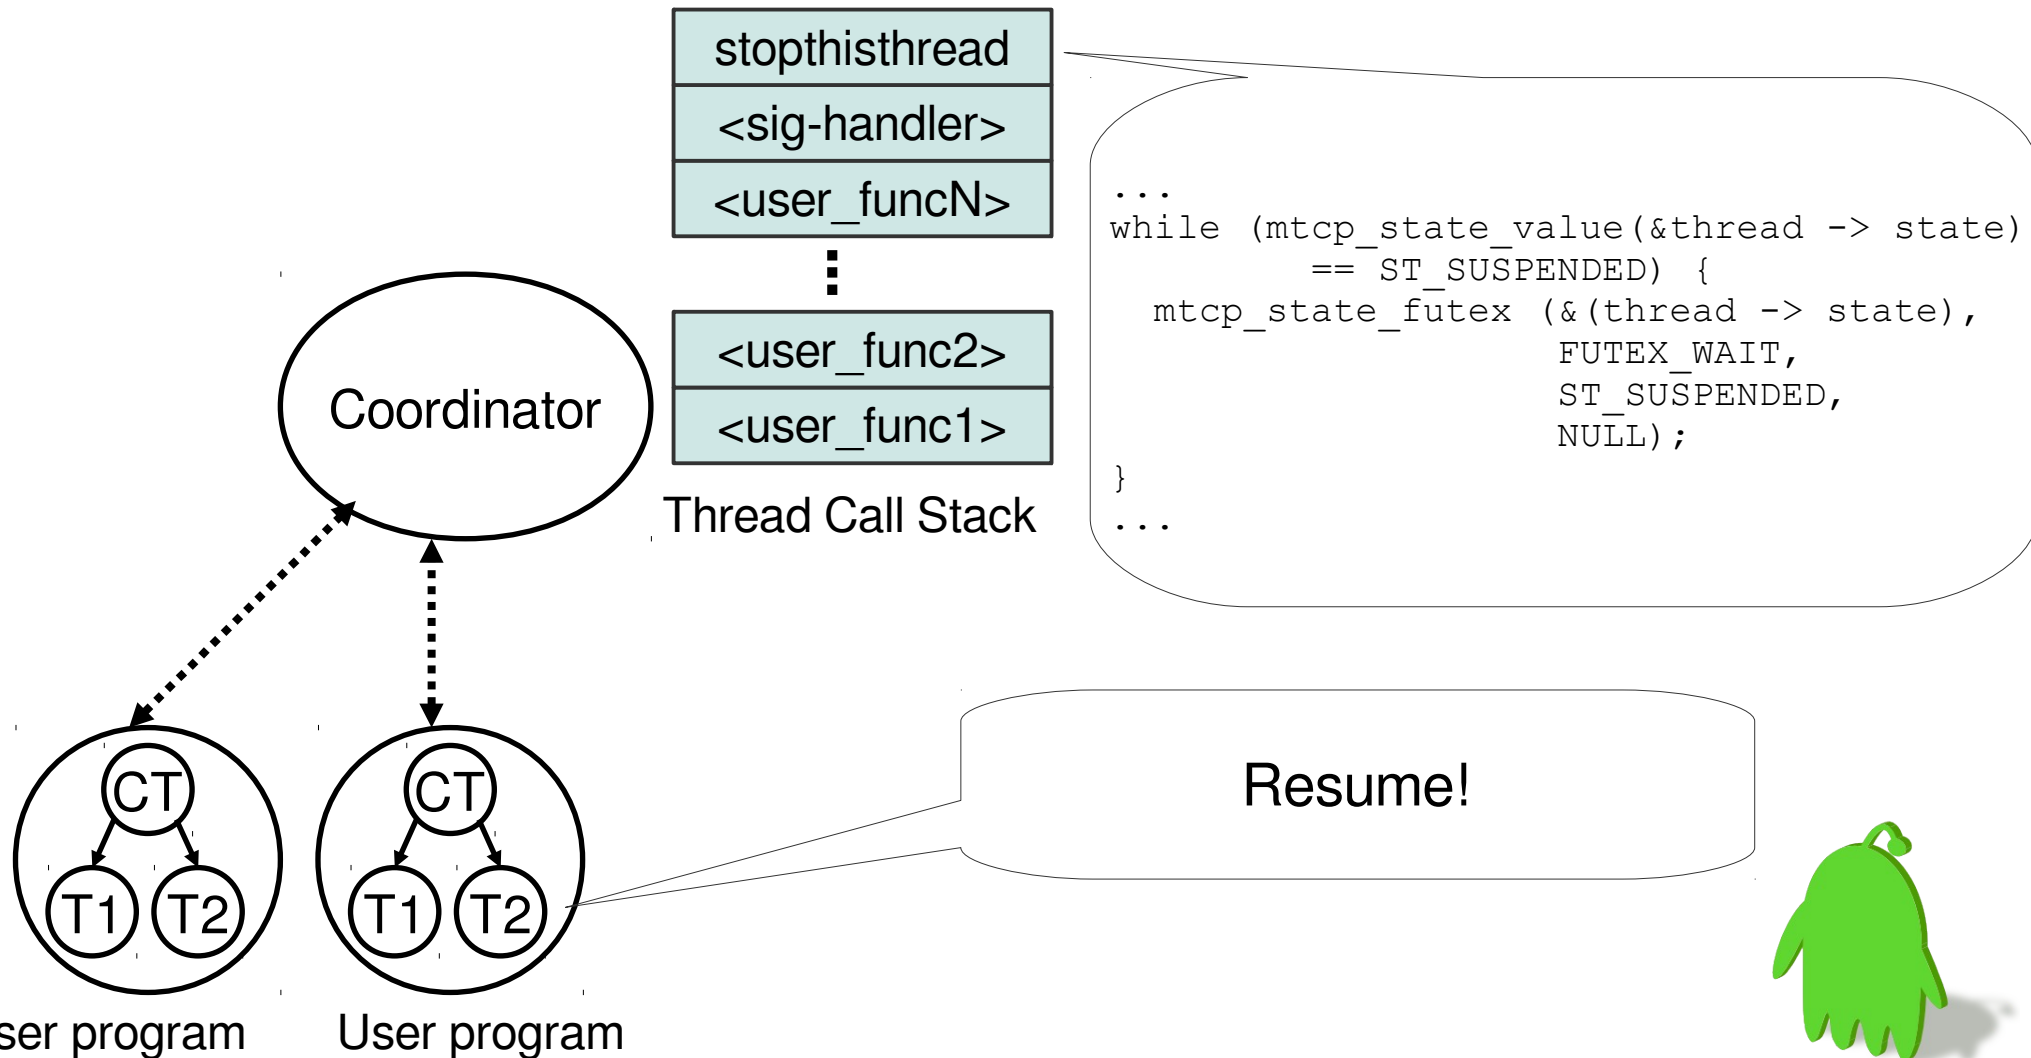 stopthisthread
<sig-handler>
<user_funcN>
<user_func2>
<user_func1>
Thread Call Stack
...
while (mtcp_state_value(&thread -> state)
== ST_SUSPENDED) {
mtcp_state_futex (&(thread -> state),
FUTEX_WAIT,
ST_SUSPENDED,
NULL);
}
...
Coordinator
CT
T1 T2
ser program
CT
T1 T2
User program
Resume!